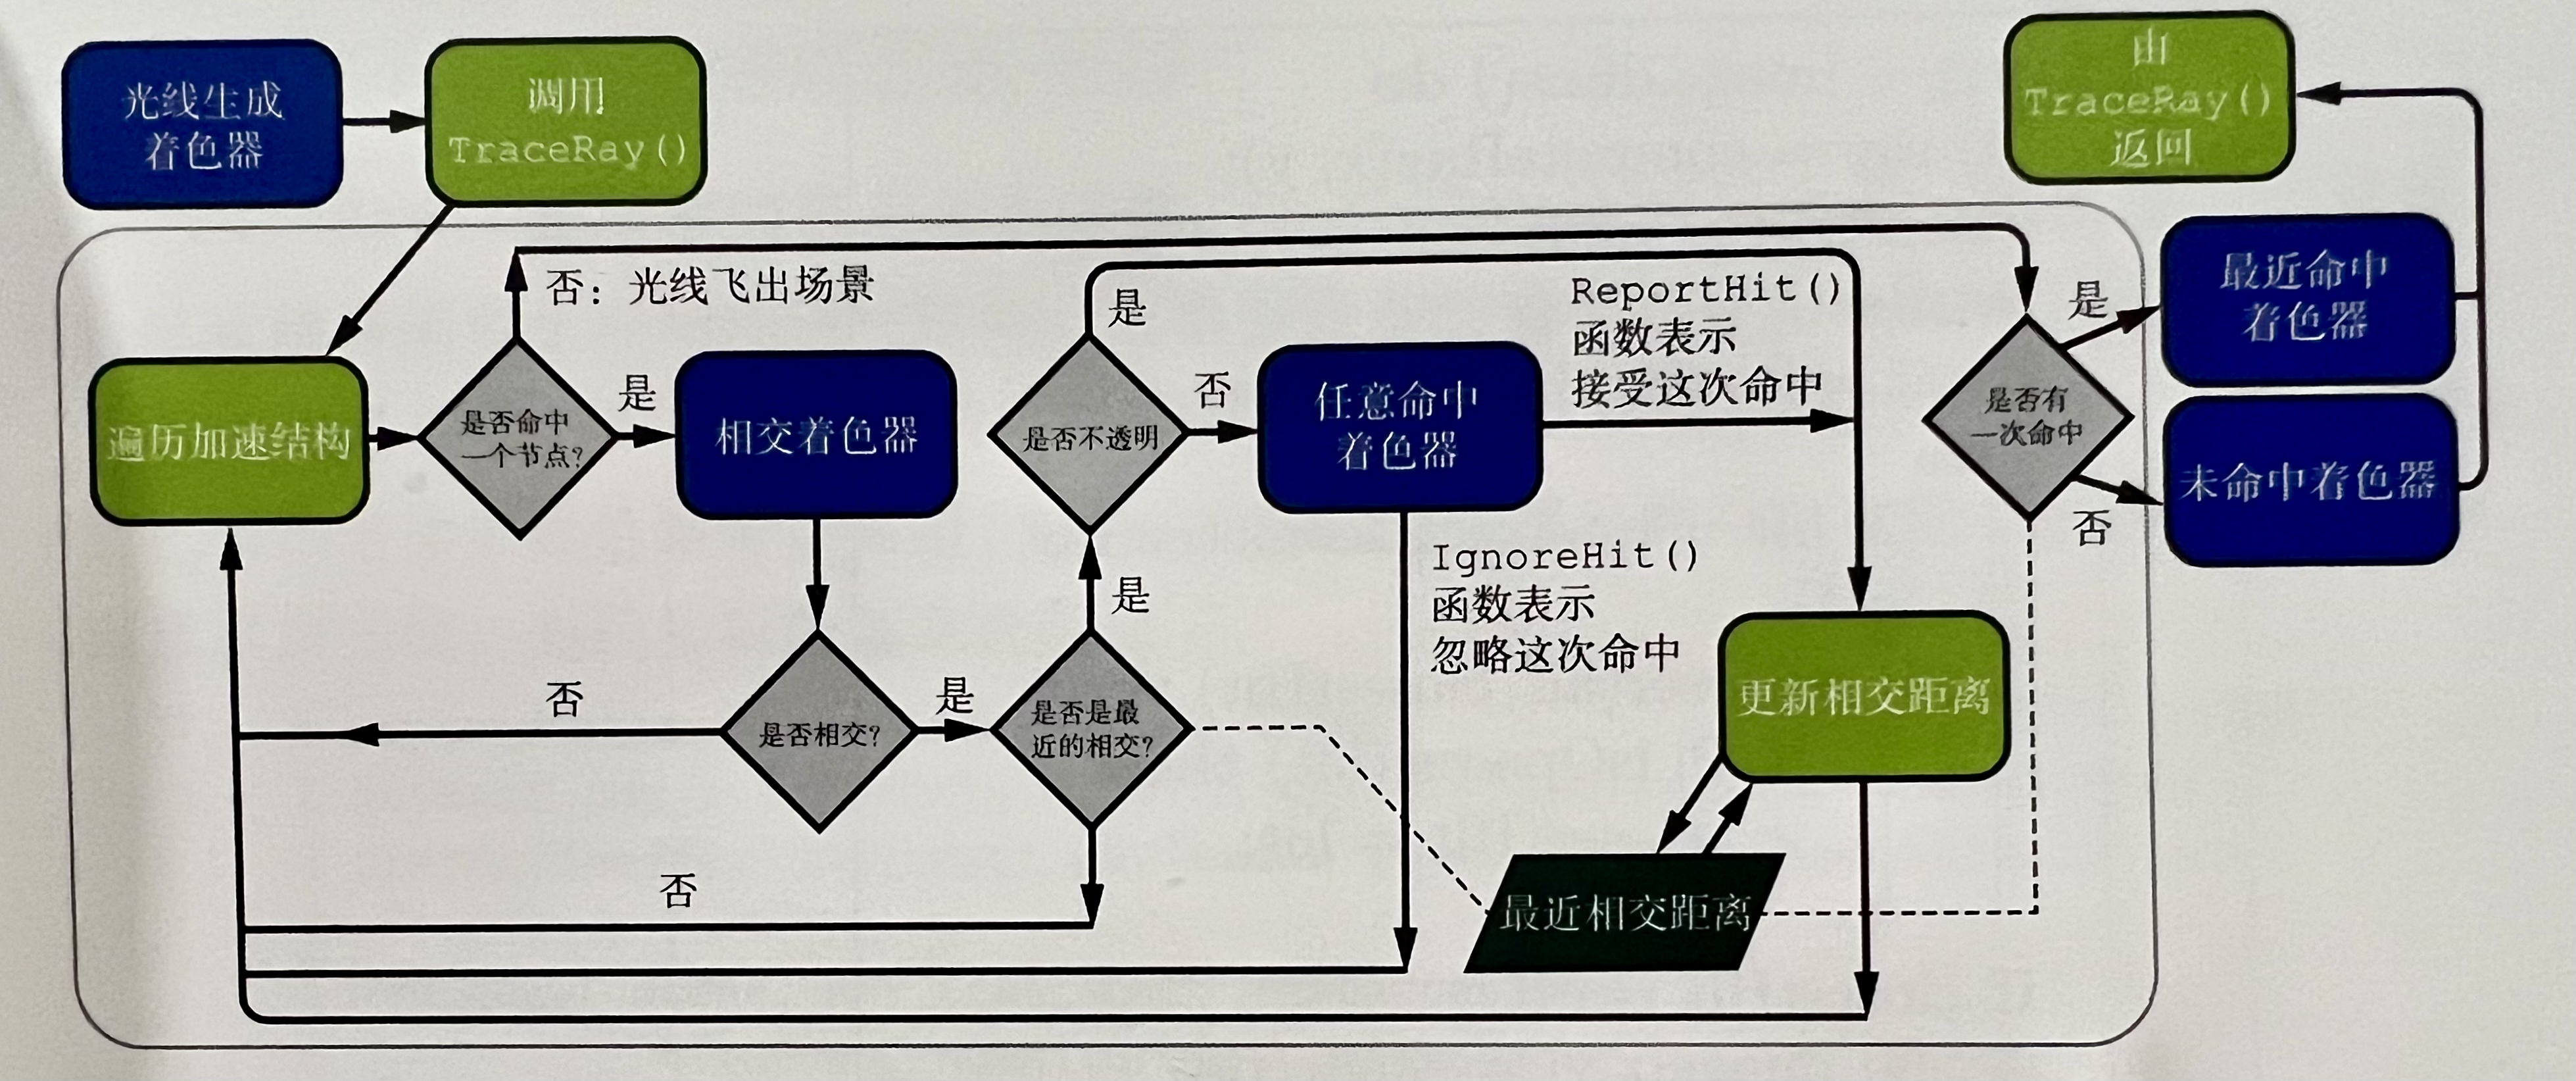 光线生成
着色器
调用
TraceRay()
由
TraceRay()
返回
否：光线飞出场景
是
ReportHit()
函数表示
接受这次命中
是
最近命中
着色器
遍历加速结构
是否命中
一个节点?
是
相交着色器
是否不透明
否
任意命中
着色器
是否有
一次命中
未命中着色器
否
IgnoreHit()
函数表示
忽略这次命中
是
否
是否相交?
是
是否是最
近的相交?
更新相交距离
否
最近相交距离